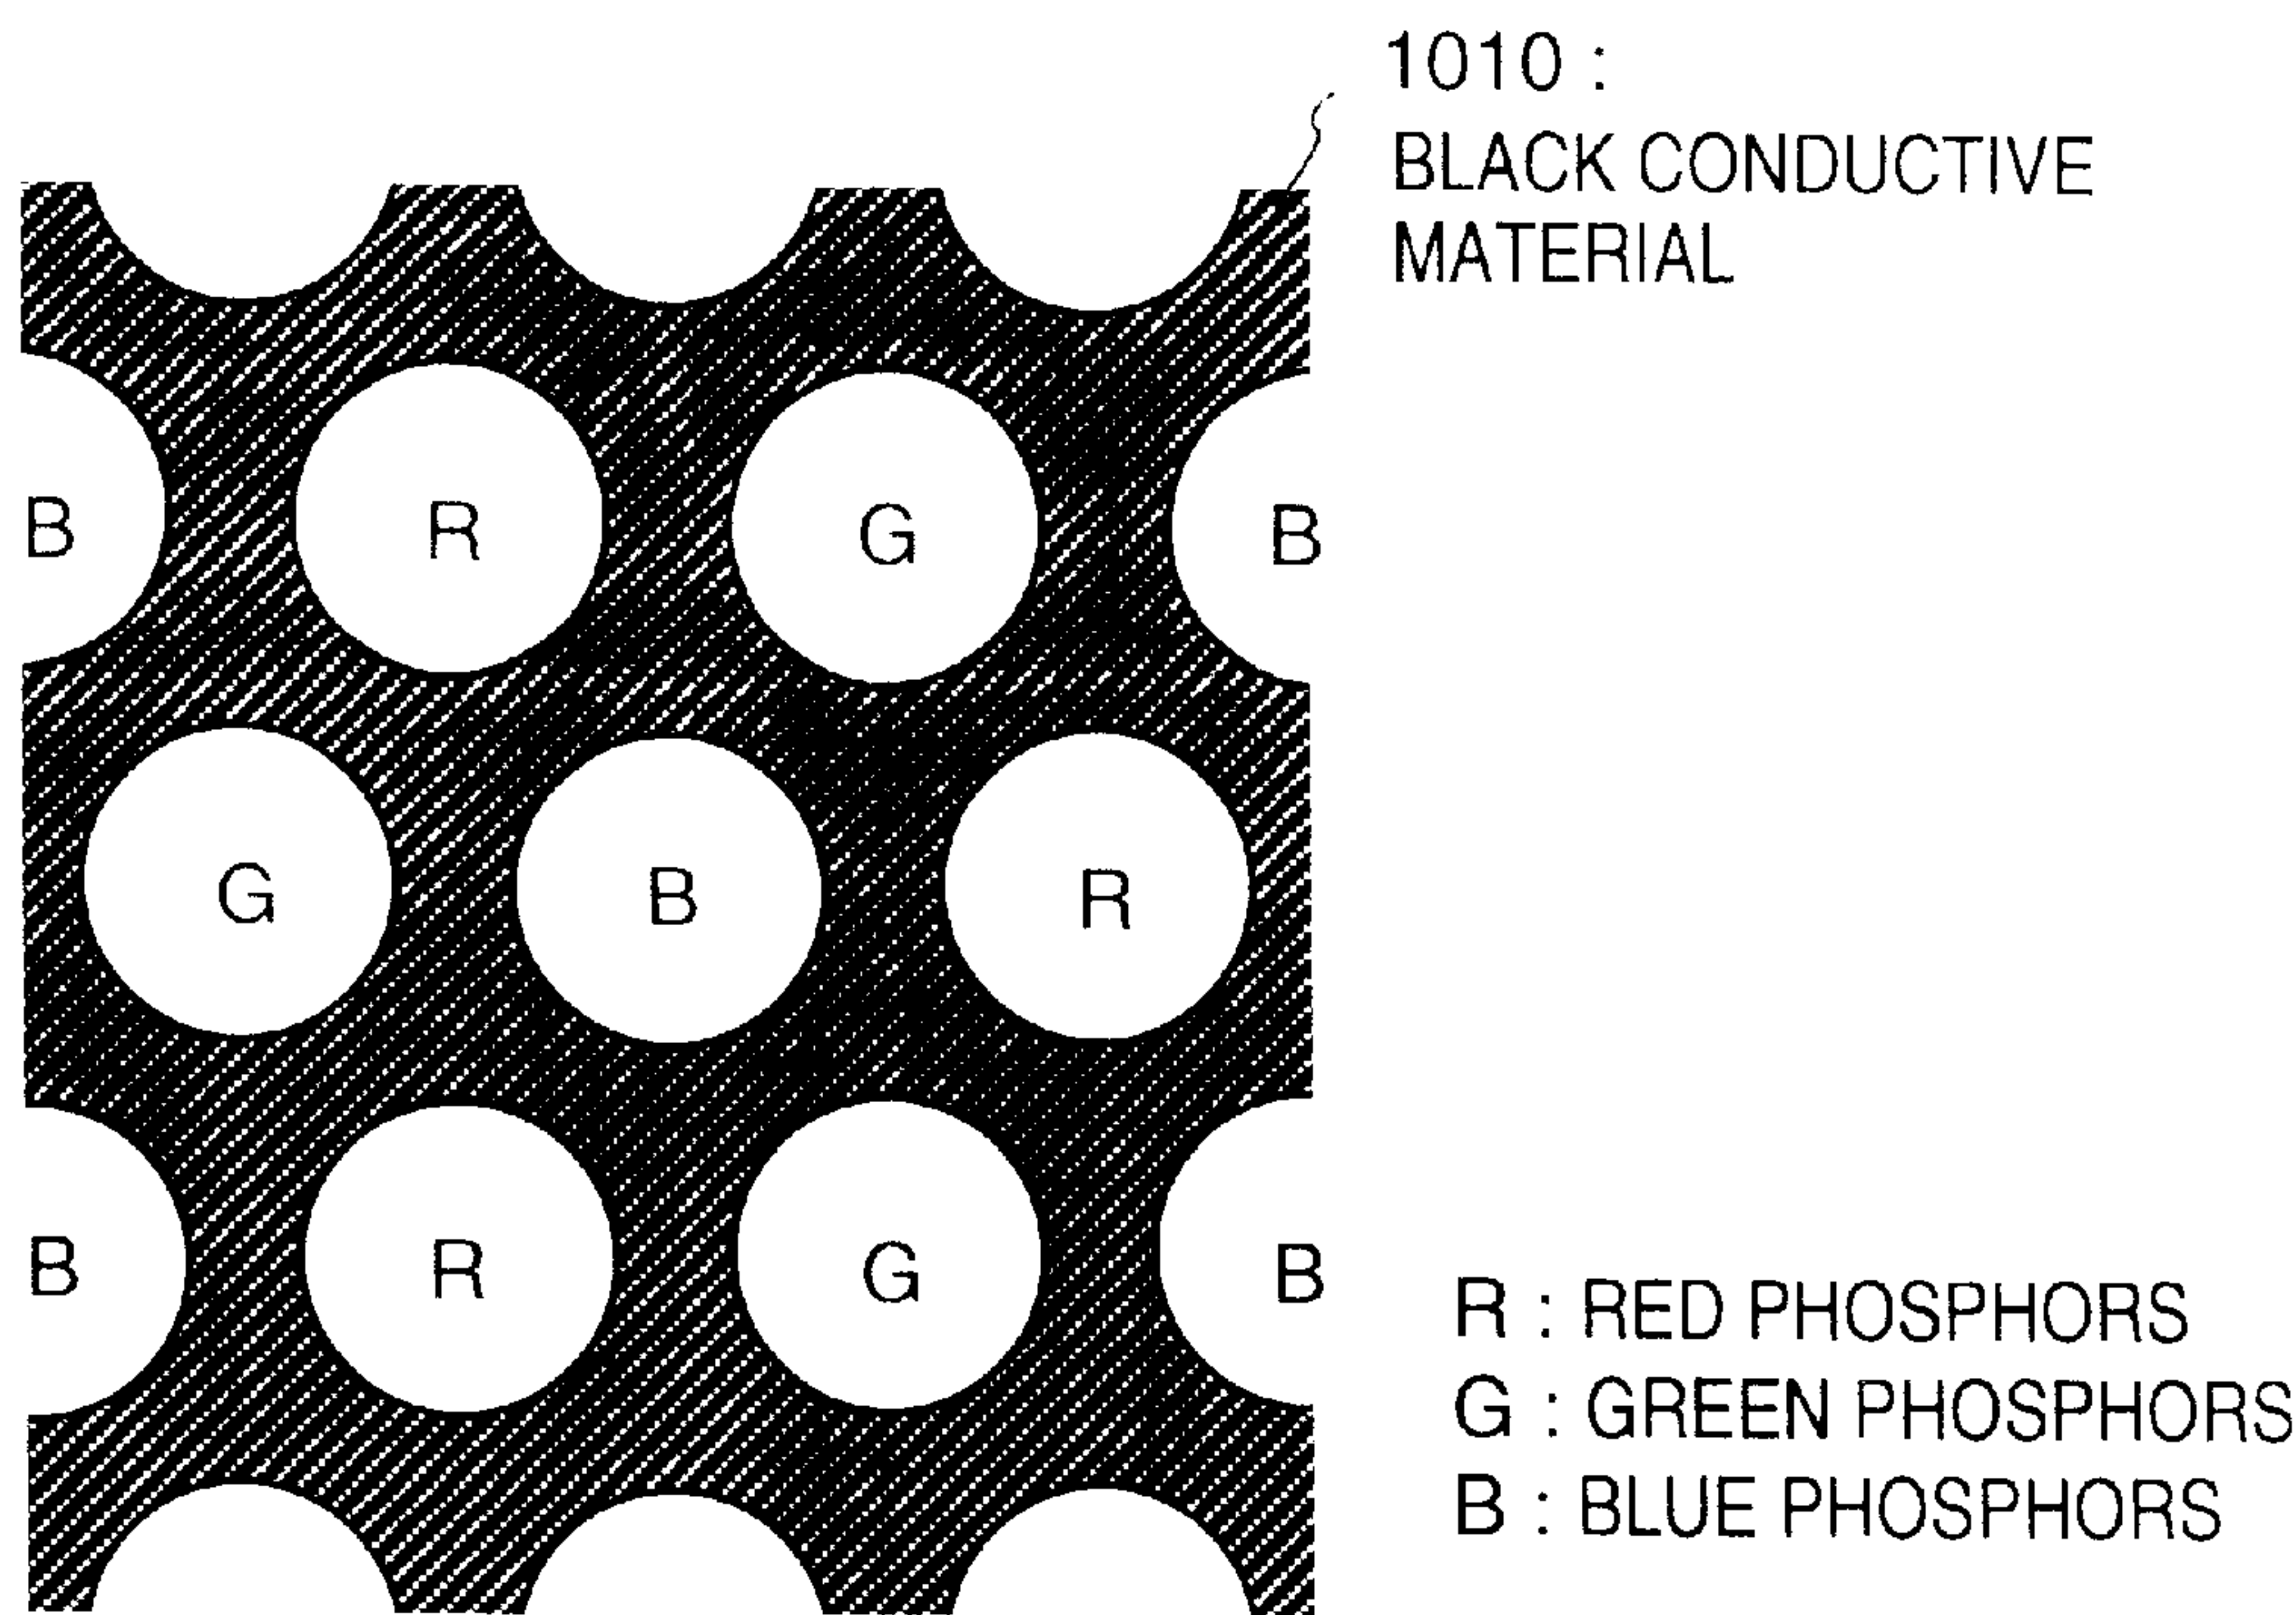 1010 :
BLACK CONDUCTIVE
MATERIAL
B R G B
G B R
B R G B
R : RED PHOSPHORS
G : GREEN PHOSPHORS
B : BLUE PHOSPHORS